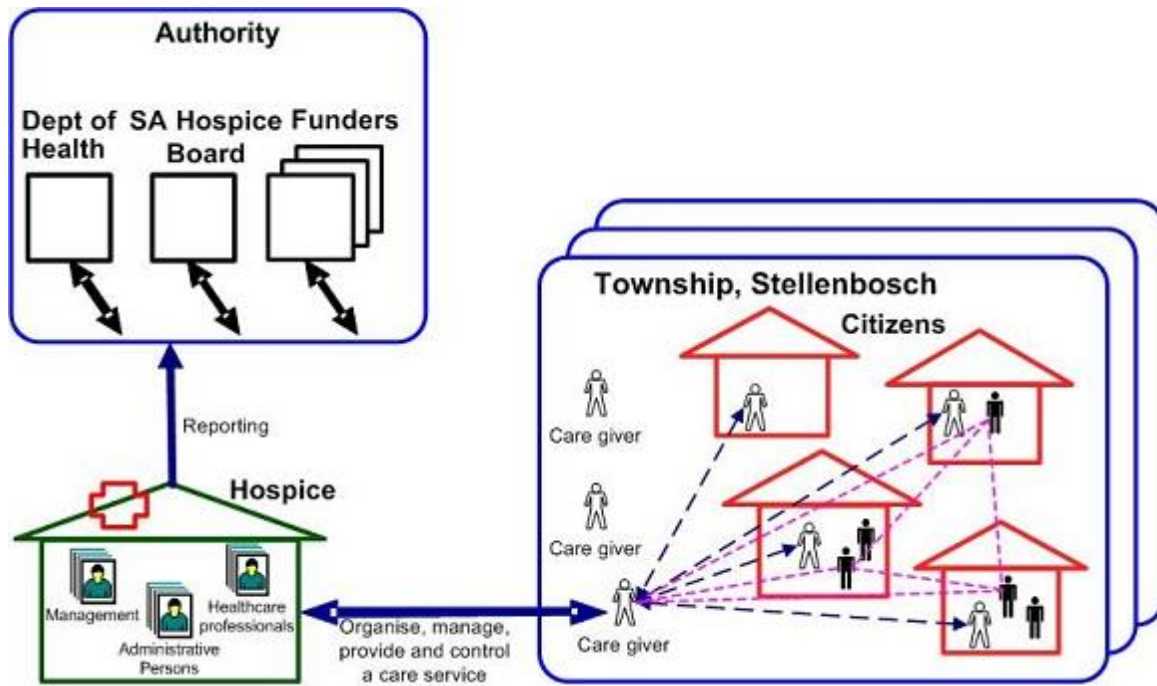 Authority
Dept of
Health
SA Hospice
Board
Funders
Reporting
Hospice
Management
Administrative
Persons
Healthcare
professionals
Organise, manage,
provide and control
a care service
Township, Stellenbosch
Citizens
Care giver
Care giver
Care giver